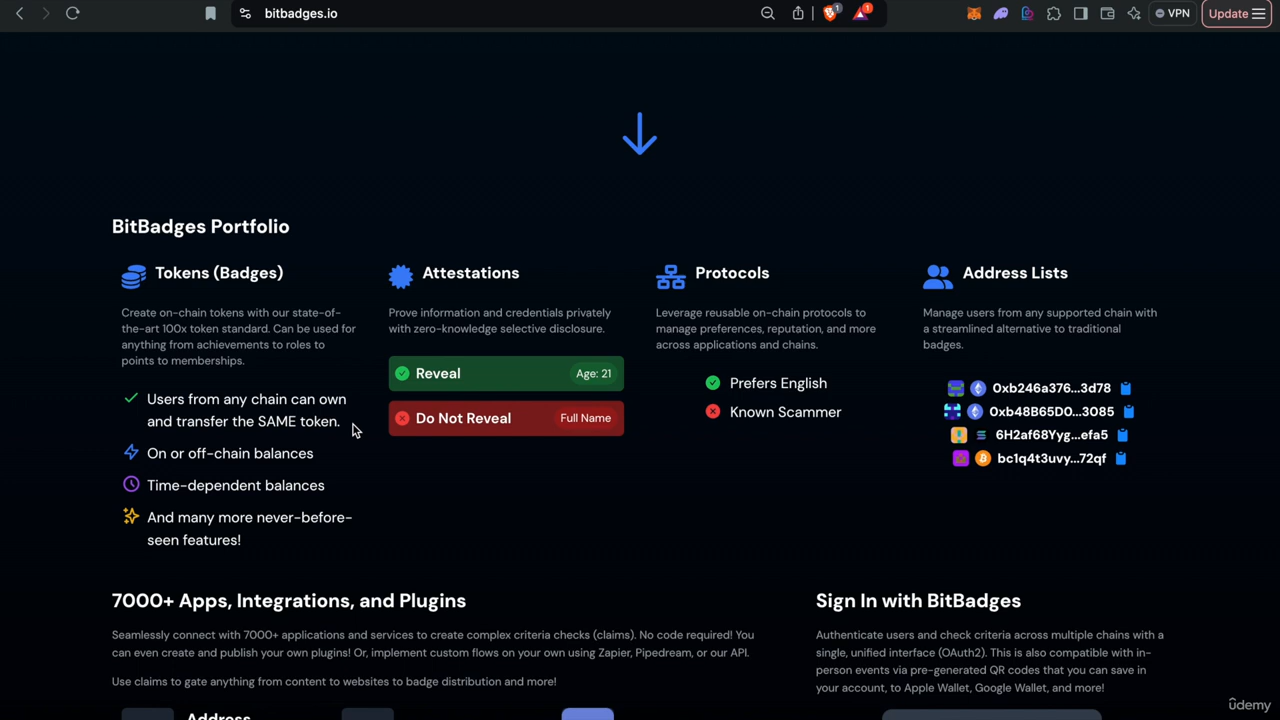 bitbadges.io
1
1
VPN
Update
BitBadges Portfolio
Tokens (Badges)
Create on-chain tokens with our state-of-
the-art 100x token standard. Can be used for
anything from achievements to roles to
points to memberships.
Users from any chain can own
and transfer the SAME token.
On or off-chain balances
Time-dependent balances
And many more never-before-
seen features!
Attestations
Prove information and credentials privately
with zero-knowledge selective disclosure.
Reveal
Age: 21
Do Not Reveal
Full Name
Protocols
Leverage reusable on-chain protocols to
manage preferences, reputation, and more
across applications and chains.
Prefers English
Known Scammer
Address Lists
Manage users from any supported chain with
a streamlined alternative to traditional
badges.
0xb246a376...3d78
0xb48B65D0...3085
6H2af68Yyg...efa5
bc1q4t3uvy...72qf
7000+ Apps, Integrations, and Plugins
Seamlessly connect with 7000+ applications and services to create complex criteria checks (claims). No code required! You
can even create and publish your own plugins! Or, implement custom flows on your own using Zapier, Pipedream, or our API.
Use claims to gate anything from content to websites to badge distribution and more!
Address
Sign In with BitBadges
Authenticate users and check criteria across multiple chains with a
single, unified interface (OAuth2). This is also compatible with in-
person events via pre-generated QR codes that you can save in
your account, to Apple Wallet, Google Wallet, and more!
udemy